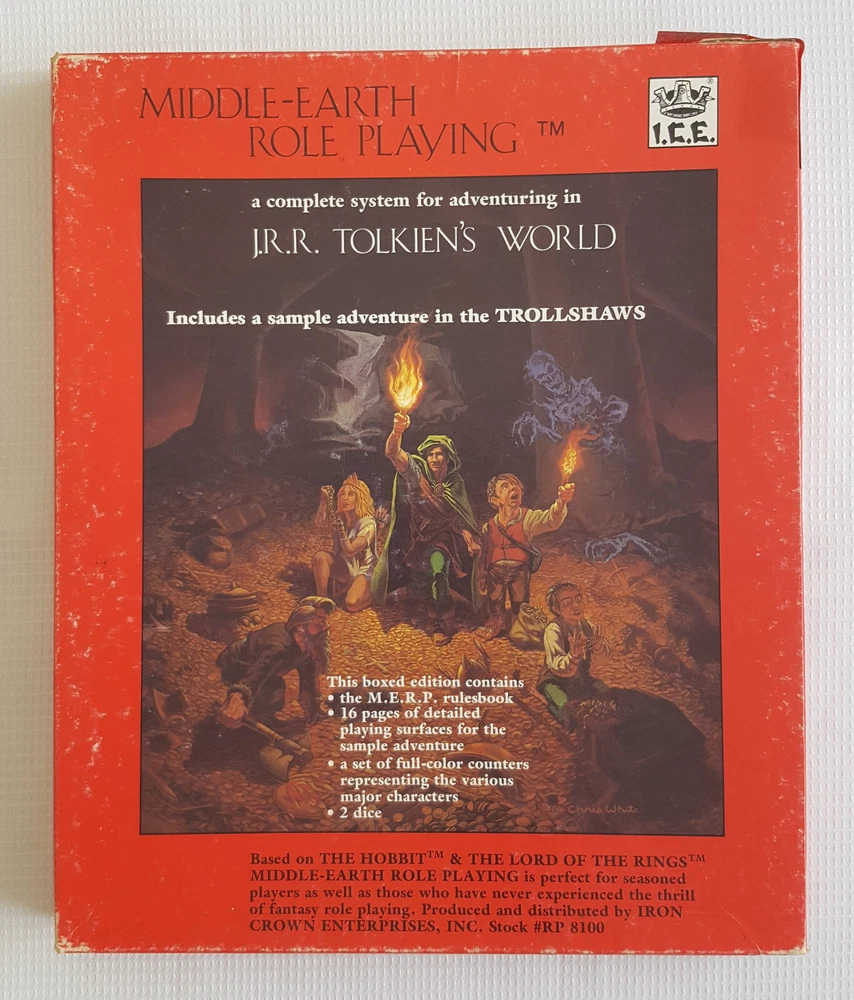 MIDDLE-EARTH
ROLE PLAYING ™
®
I.C.E.
a complete system for adventuring in
J.R.R. TOLKIEN'S WORLD
Includes a sample adventure in the TROLLSHAWS
This boxed edition contains
• the M.E.R.P. rulesbook
• 16 pages of detailed
playing surfaces for the
sample adventure
• a set of full-color counters
representing the various
major characters
• 2 dice
Chris White
Based on THE HOBBIT™ & THE LORD OF THE RINGS™
MIDDLE-EARTH ROLE PLAYING is perfect for seasoned
players as well as those who have never experienced the thrill
of fantasy role playing. Produced and distributed by IRON
CROWN ENTERPRISES, INC. Stock #RP 8100